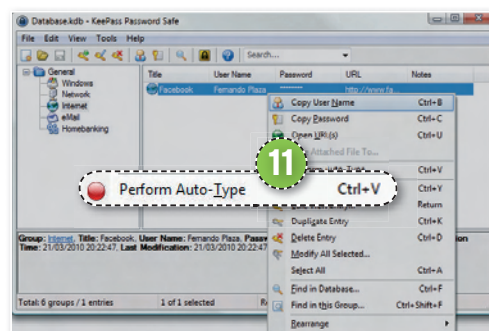 Database.kdb - KeePass Password Safe
File Edit View Tools Help
Search...
General
Windows
Network
Internet
eMail
Homebanking
Title User Name Password URL Notes
Facebook Fernando Plaza ******** http://www.fa...
Copy User Name Ctrl+B
Copy Password Ctrl+C
Open URL(s) Ctrl+U
Attached File To...
11
Ctrl+V
Perform Auto-Type Ctrl+V
Ctrl+Y
Return
Duplicate Entry Ctrl+K
Delete Entry Ctrl+D
Modify All Selected...
Select All Ctrl+A
Find in Database... Ctrl+F
Find in this Group... Ctrl+Shift+F
Rearrange
Group: Internet, Title: Facebook, User Name: Fernando Plaza, Passw
Time: 21/03/2010 20:22:47, Last Modification: 21/03/2010 20:22:47
Total: 6 groups / 1 entries 1 of 1 selected